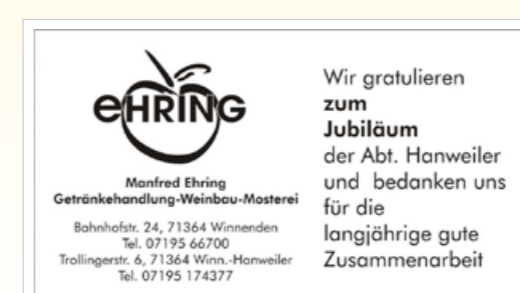 eHRING
Manfred Ehring
Getränkehandlung-Weinbau-Mosterei
Bahnhofstr. 24, 71364 Winnenden
Tel. 07195 66700
Trollingerstr. 6, 71364 Winn.-Hanweiler
Tel. 07195 174377
Wir gratulieren
zum
Jubiläum
der Abt. Hanweiler
und bedanken uns
für die
langjährige gute
Zusammenarbeit